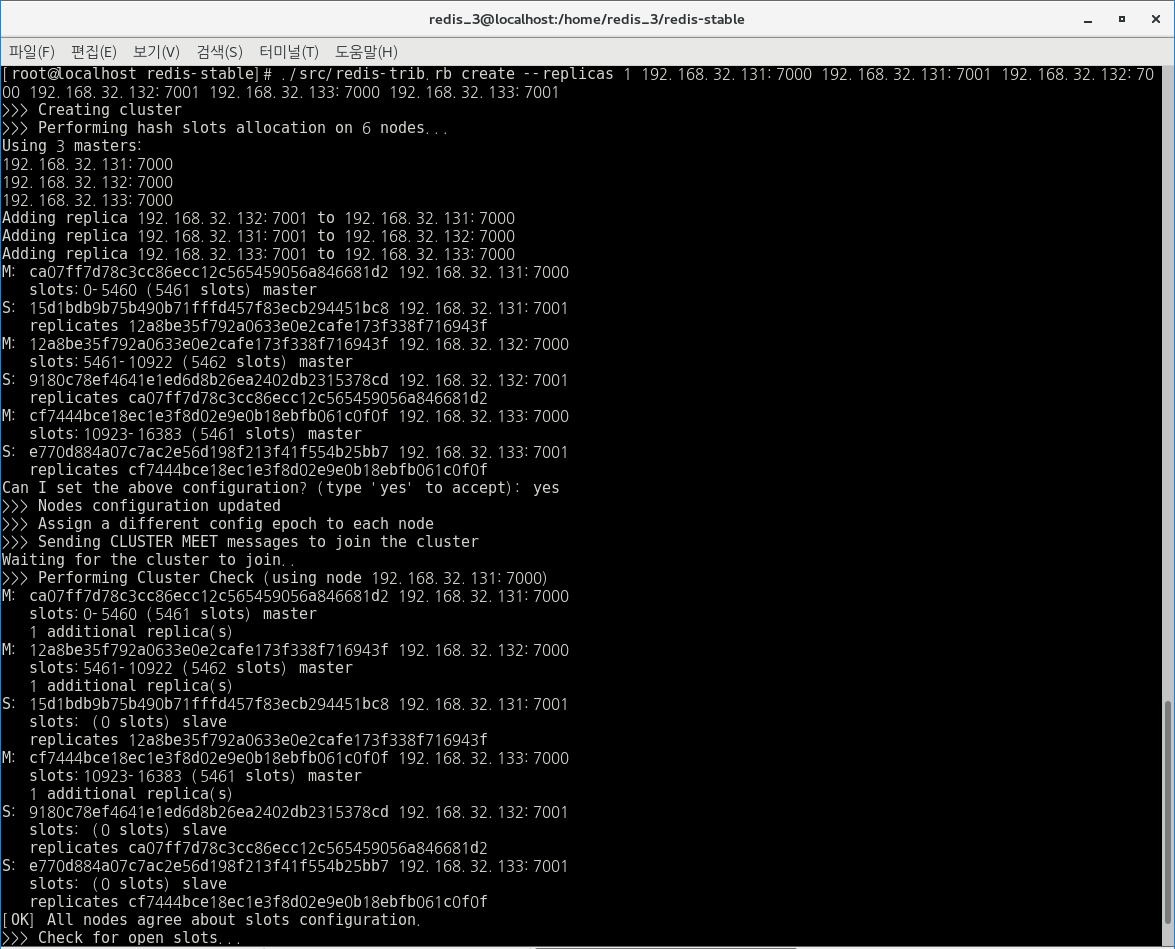 redis_3@localhost:/home/redis_3/redis-stable
파일(F) 편집(E) 보기(V) 검색(S) 터미널(T) 도움말(H)
[root@localhost redis-stable]# ./src/redis-trib.rb create --replicas 1 192.168.32.131:7000 192.168.32.131:7001 192.168.32.132:70
00 192.168.32.132:7001 192.168.32.133:7000 192.168.32.133:7001
>>> Creating cluster
>>> Performing hash slots allocation on 6 nodes...
Using 3 masters:
192.168.32.131:7000
192.168.32.132:7000
192.168.32.133:7000
Adding replica 192.168.32.132:7001 to 192.168.32.131:7000
Adding replica 192.168.32.131:7001 to 192.168.32.132:7000
Adding replica 192.168.32.133:7001 to 192.168.32.133:7000
M: ca07ff7d78c3cc86ecc12c565459056a846681d2 192.168.32.131:7000
   slots:0-5460 (5461 slots) master
S: 15d1bdb9b75b490b71fffd457f83ecb294451bc8 192.168.32.131:7001
   replicates 12a8be35f792a0633e0e2cafe173f338f716943f
M: 12a8be35f792a0633e0e2cafe173f338f716943f 192.168.32.132:7000
   slots:5461-10922 (5462 slots) master
S: 9180c78ef4641e1ed6d8b26ea2402db2315378cd 192.168.32.132:7001
   replicates ca07ff7d78c3cc86ecc12c565459056a846681d2
M: cf7444bce18ec1e3f8d02e9e0b18ebfb061c0f0f 192.168.32.133:7000
   slots:10923-16383 (5461 slots) master
S: e770d884a07c7ac2e56d198f213f41f554b25bb7 192.168.32.133:7001
   replicates cf7444bce18ec1e3f8d02e9e0b18ebfb061c0f0f
Can I set the above configuration? (type 'yes' to accept): yes
>>> Nodes configuration updated
>>> Assign a different config epoch to each node
>>> Sending CLUSTER MEET messages to join the cluster
Waiting for the cluster to join..
>>> Performing Cluster Check (using node 192.168.32.131:7000)
M: ca07ff7d78c3cc86ecc12c565459056a846681d2 192.168.32.131:7000
   slots:0-5460 (5461 slots) master
   1 additional replica(s)
M: 12a8be35f792a0633e0e2cafe173f338f716943f 192.168.32.132:7000
   slots:5461-10922 (5462 slots) master
   1 additional replica(s)
S: 15d1bdb9b75b490b71fffd457f83ecb294451bc8 192.168.32.131:7001
   slots: (0 slots) slave
   replicates 12a8be35f792a0633e0e2cafe173f338f716943f
M: cf7444bce18ec1e3f8d02e9e0b18ebfb061c0f0f 192.168.32.133:7000
   slots:10923-16383 (5461 slots) master
   1 additional replica(s)
S: 9180c78ef4641e1ed6d8b26ea2402db2315378cd 192.168.32.132:7001
   slots: (0 slots) slave
   replicates ca07ff7d78c3cc86ecc12c565459056a846681d2
S: e770d884a07c7ac2e56d198f213f41f554b25bb7 192.168.32.133:7001
   slots: (0 slots) slave
   replicates cf7444bce18ec1e3f8d02e9e0b18ebfb061c0f0f
[OK] All nodes agree about slots configuration.
>>> Check for open slots...